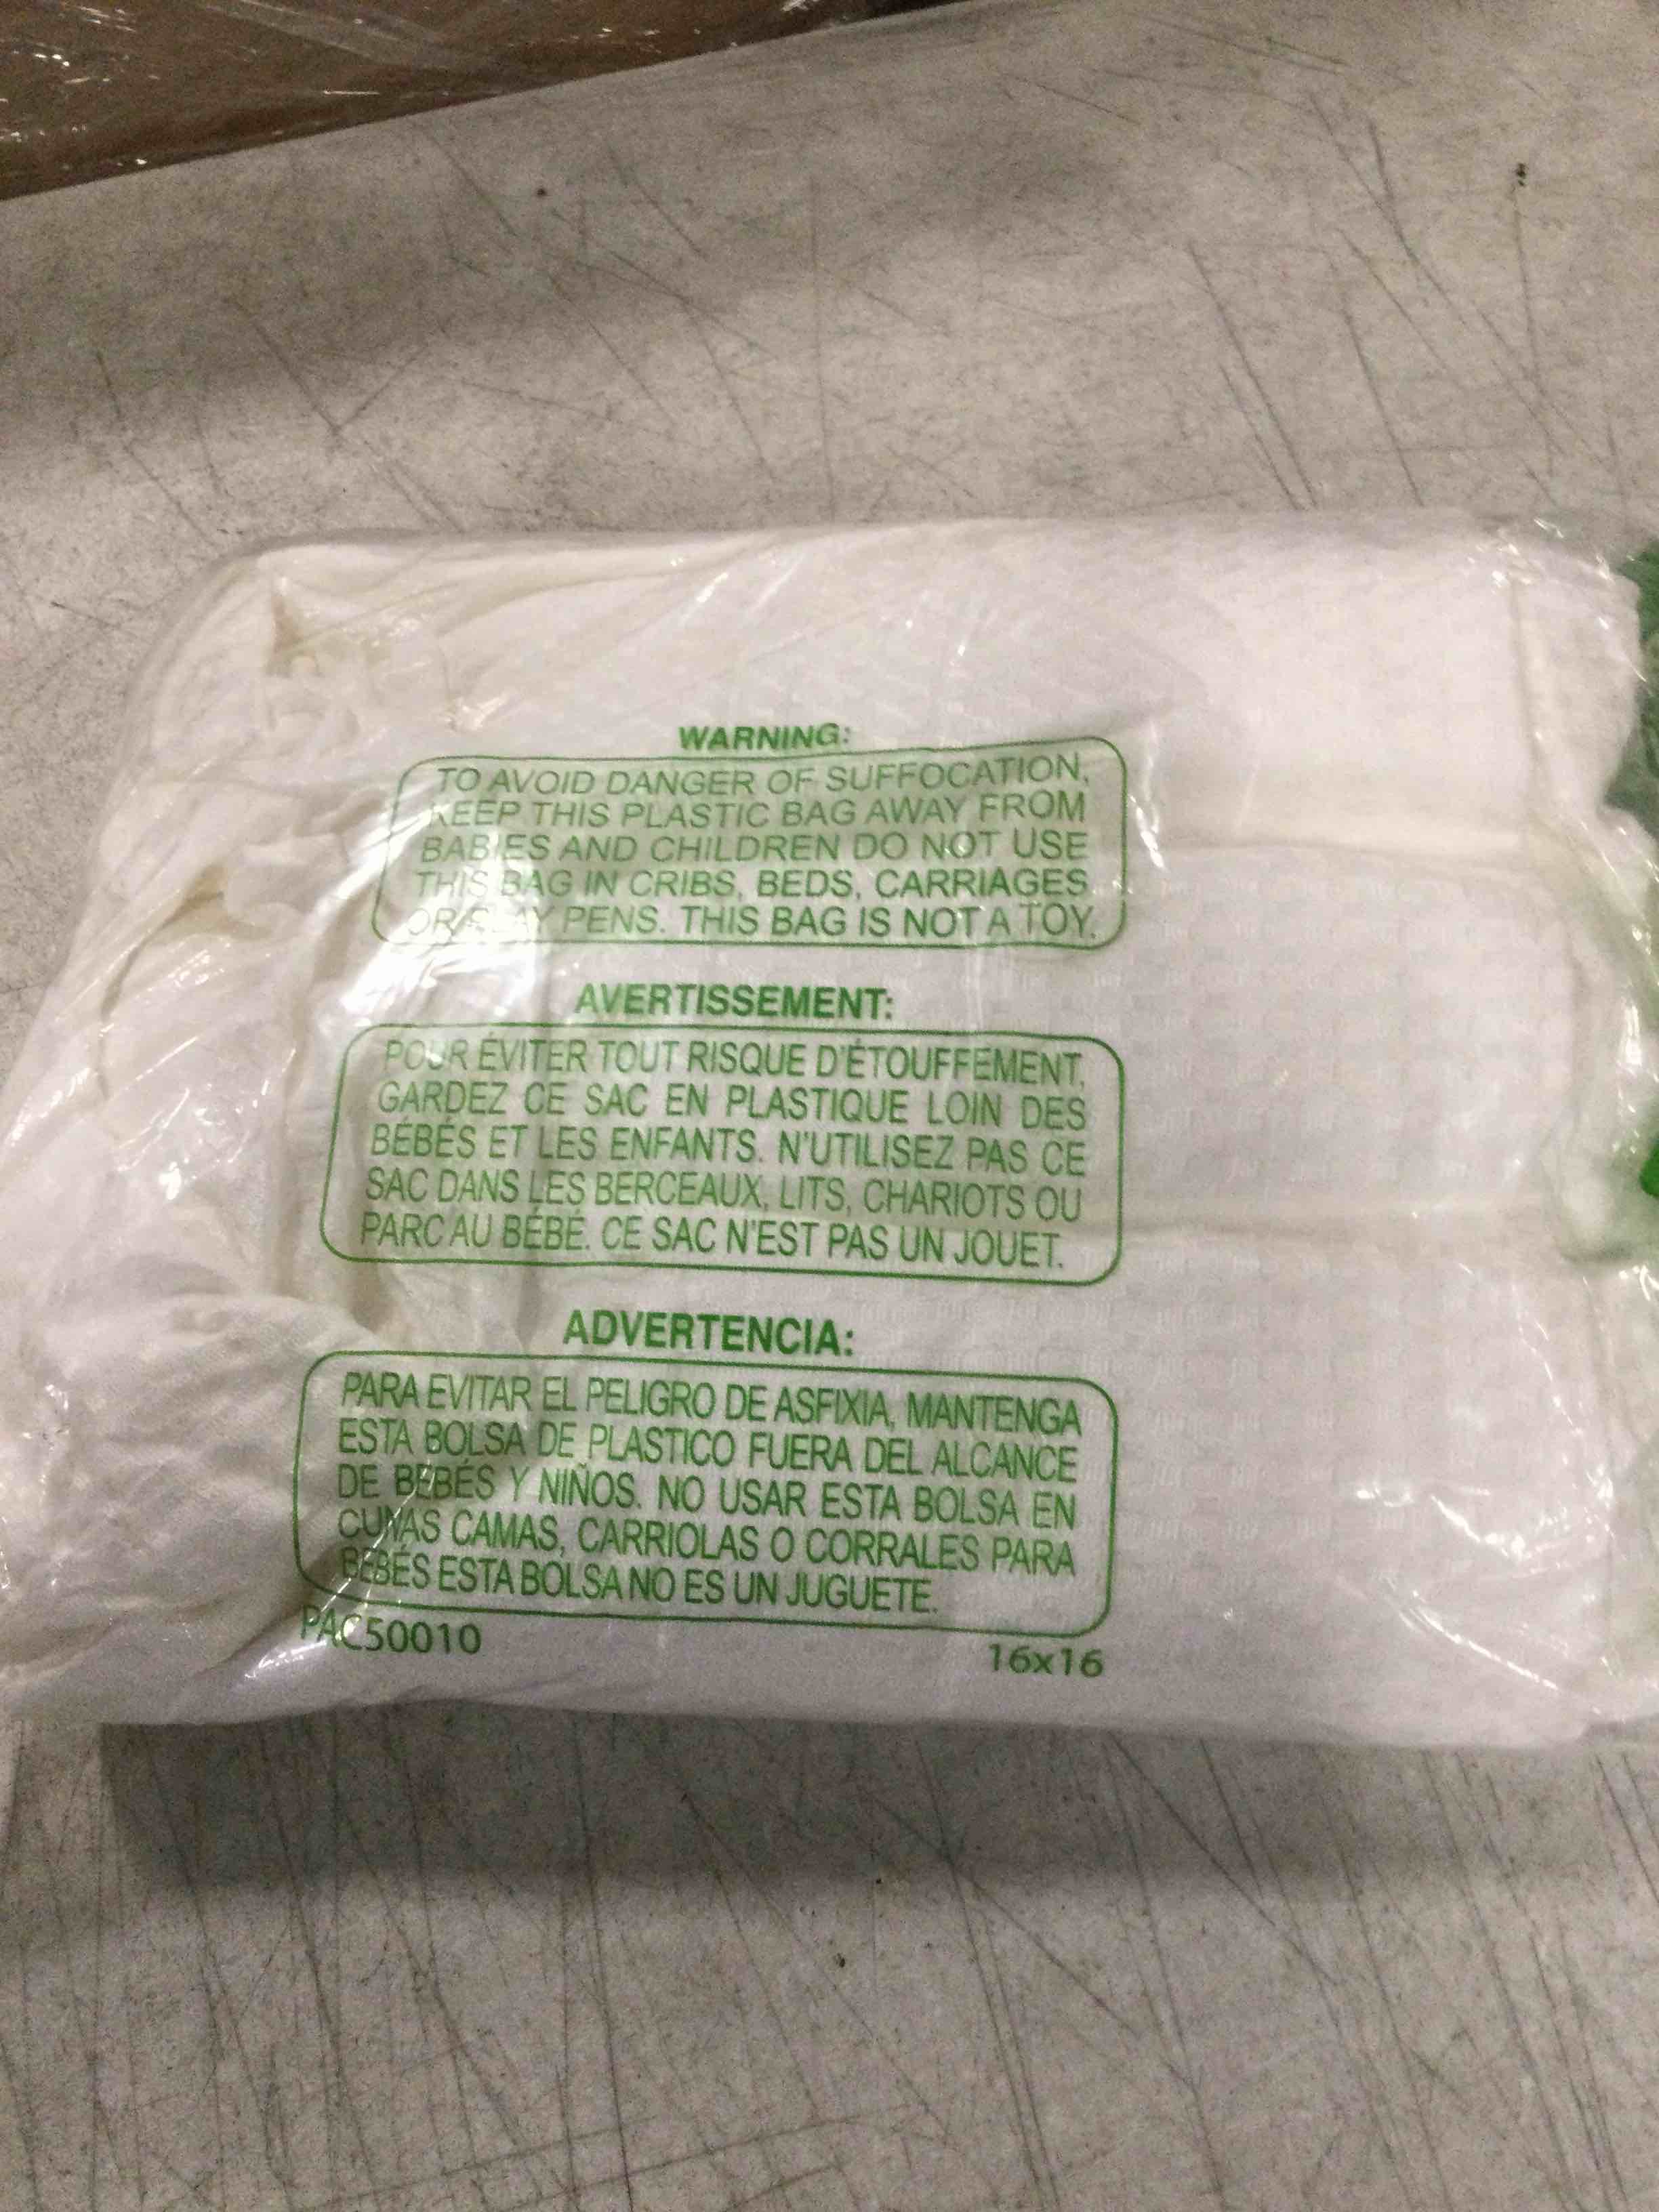 WARNING:
TO AVOID DANGER OF SUFFOCATION,
KEEP THIS PLASTIC BAG AWAY FROM
BABIES AND CHILDREN DO NOT USE
THIS BAG IN CRIBS, BEDS, CARRIAGES
OR PLAY PENS. THIS BAG IS NOT A TOY.
AVERTISSEMENT:
POUR ÉVITER TOUT RISQUE D'ÉTOUFFEMENT,
GARDEZ CE SAC EN PLASTIQUE LOIN DES
BÉBÉS ET LES ENFANTS. N'UTILISEZ PAS CE
SAC DANS LES BERCEAUX, LITS, CHARIOTS OU
PARC AU BÉBÉ. CE SAC N'EST PAS UN JOUET.
ADVERTENCIA:
PARA EVITAR EL PELIGRO DE ASFIXIA, MANTENGA
ESTA BOLSA DE PLASTICO FUERA DEL ALCANCE
DE BEBÉS Y NIÑOS. NO USAR ESTA BOLSA EN
CUNAS CAMAS, CARRIOLAS O CORRALES PARA
BEBÉS ESTA BOLSA NO ES UN JUGUETE.
PAC50010
16x16